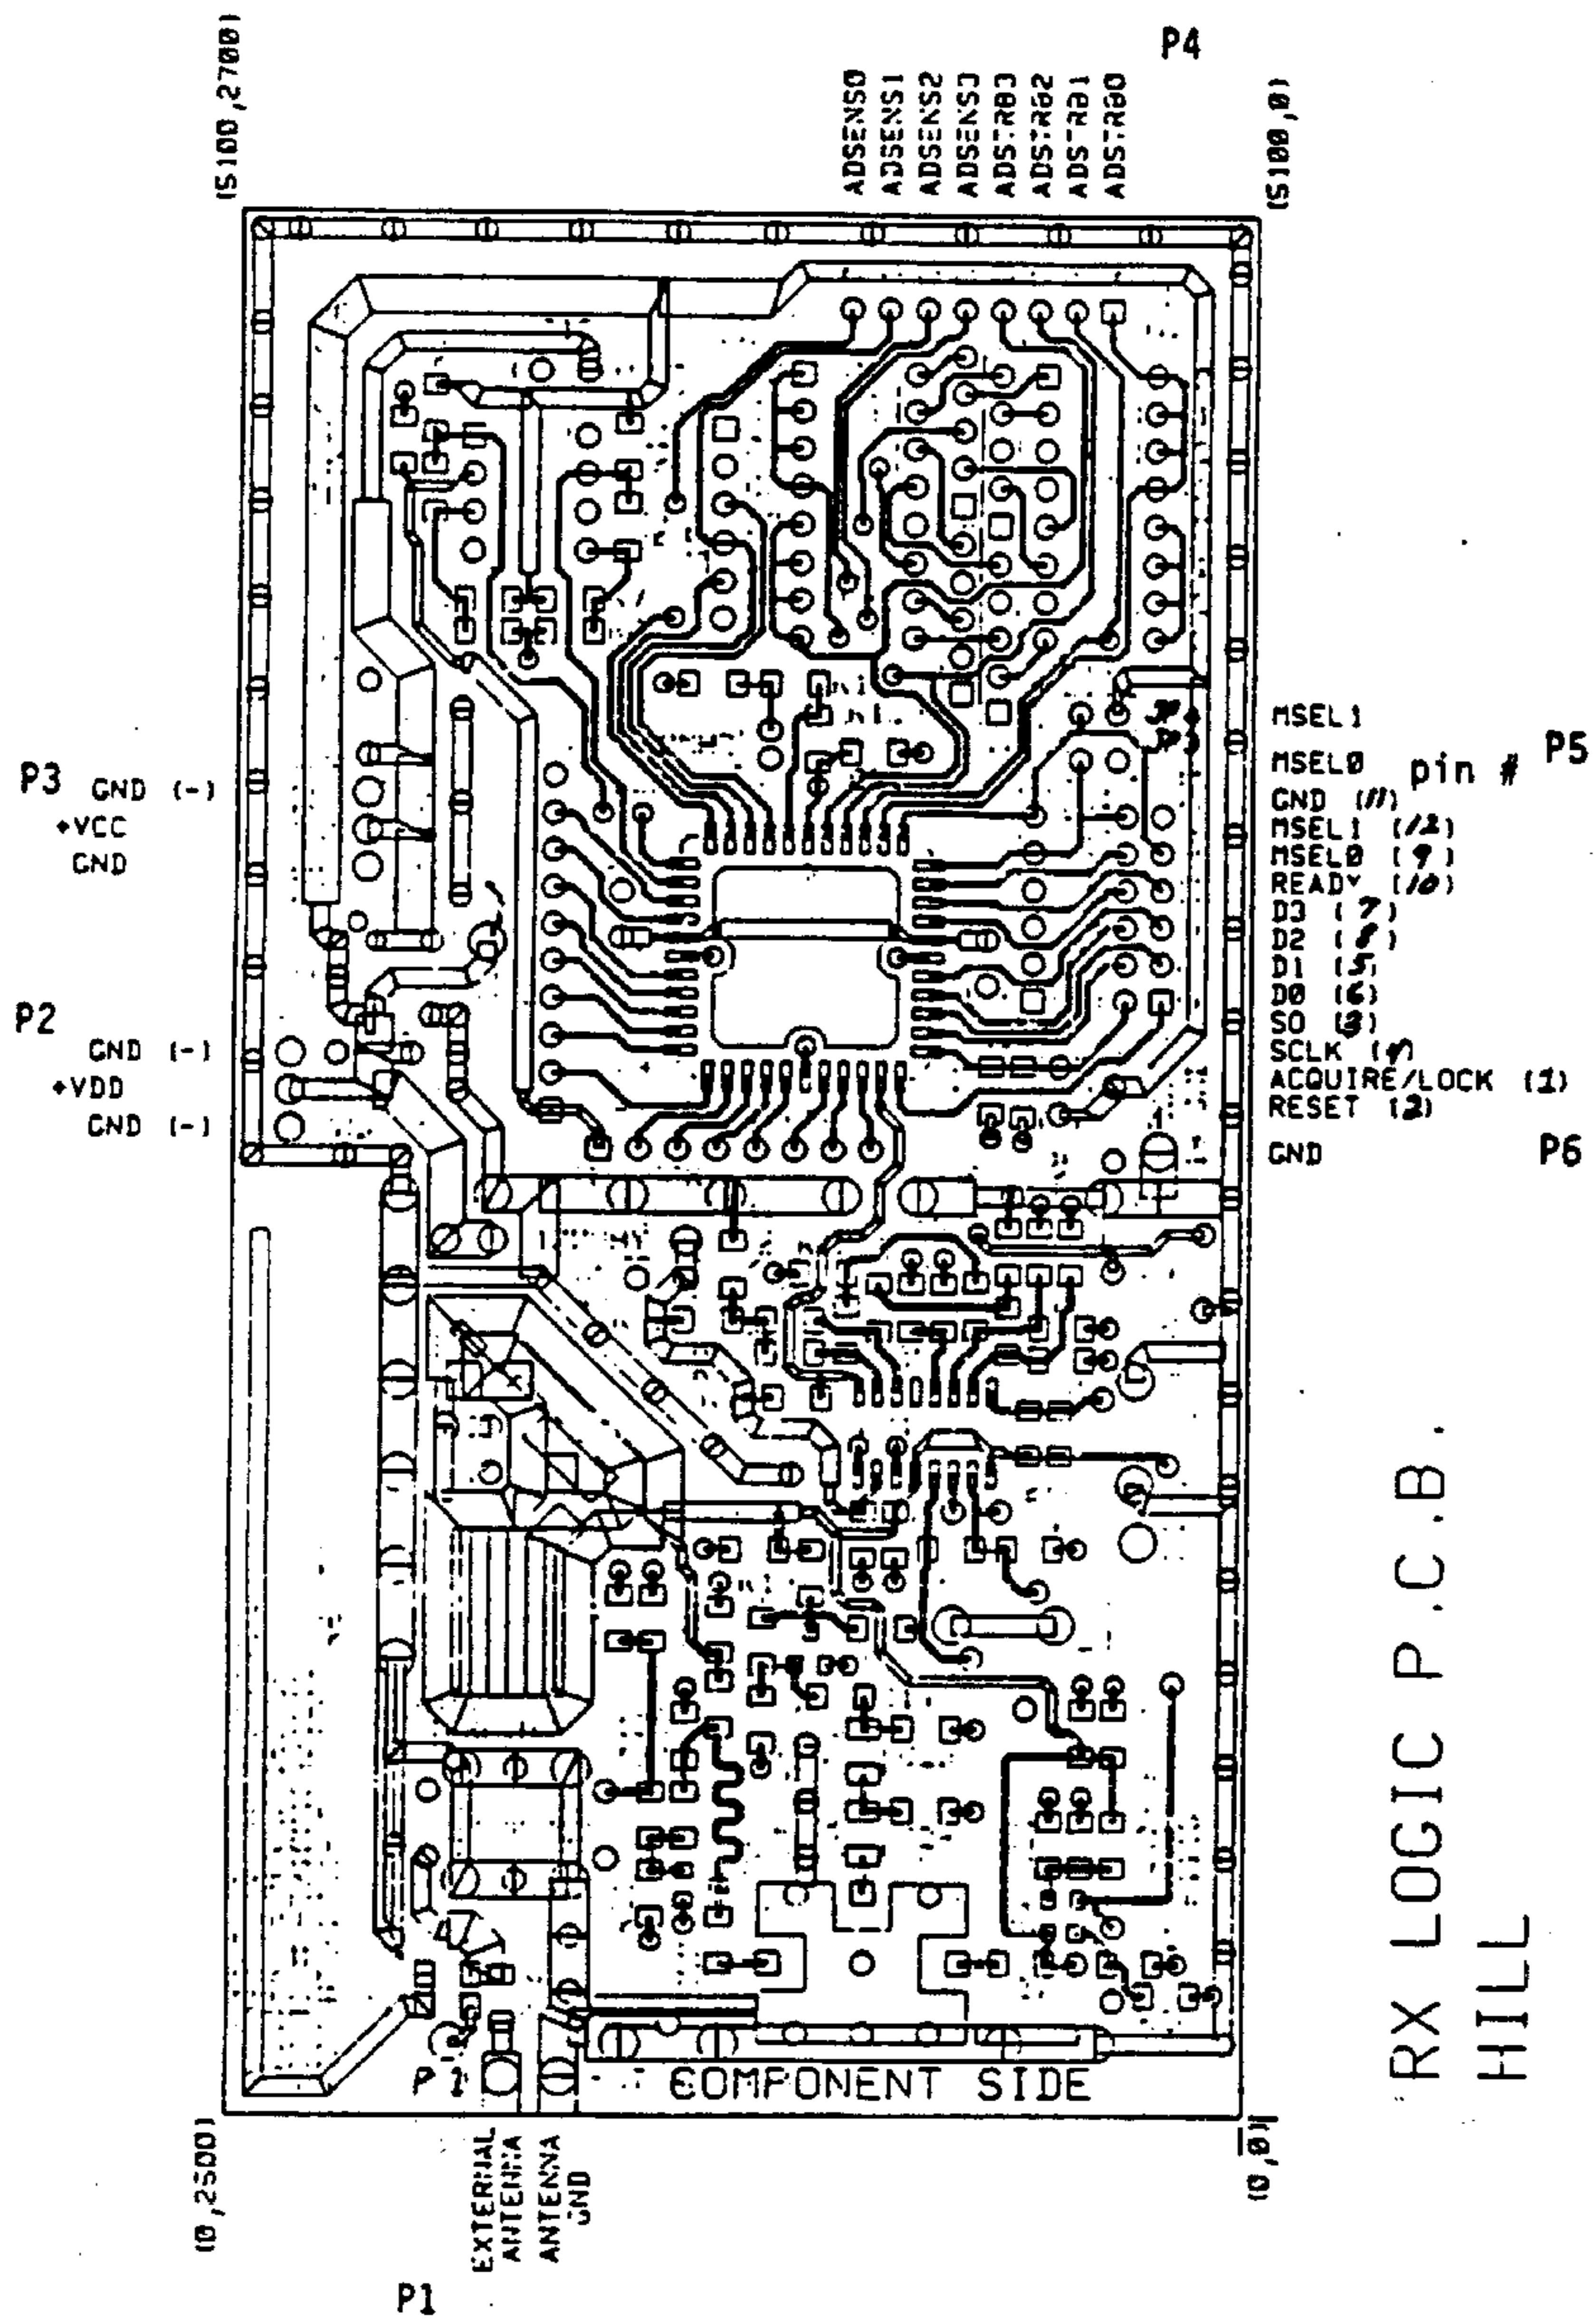 P4
(5100,2700)
ADSENS0
ADSENS1
ADSENS2
ADSENS3
ADSTRB3
ADSTRB2
ADSTRB1
ADSTRB0
(5100,0)
P3
GND (-)
+VCC
GND
P2
GND (-)
+VDD
GND (-)
MSEL1
MSEL0
pin #
P5
GND (11)
MSEL1 (12)
MSEL0 (9)
READY (10)
D3 (7)
D2 (8)
D1 (5)
D0 (6)
SO (3)
SCLK (4)
ACQUIRE/LOCK (1)
RESET (2)
GND
P6
P1
COMPONENT SIDE
(0,2500)
EXTERNAL
ANTENNA
ANTENNA
GND
P1
(0,0)
RX LOGIC P.C.B.
HILL